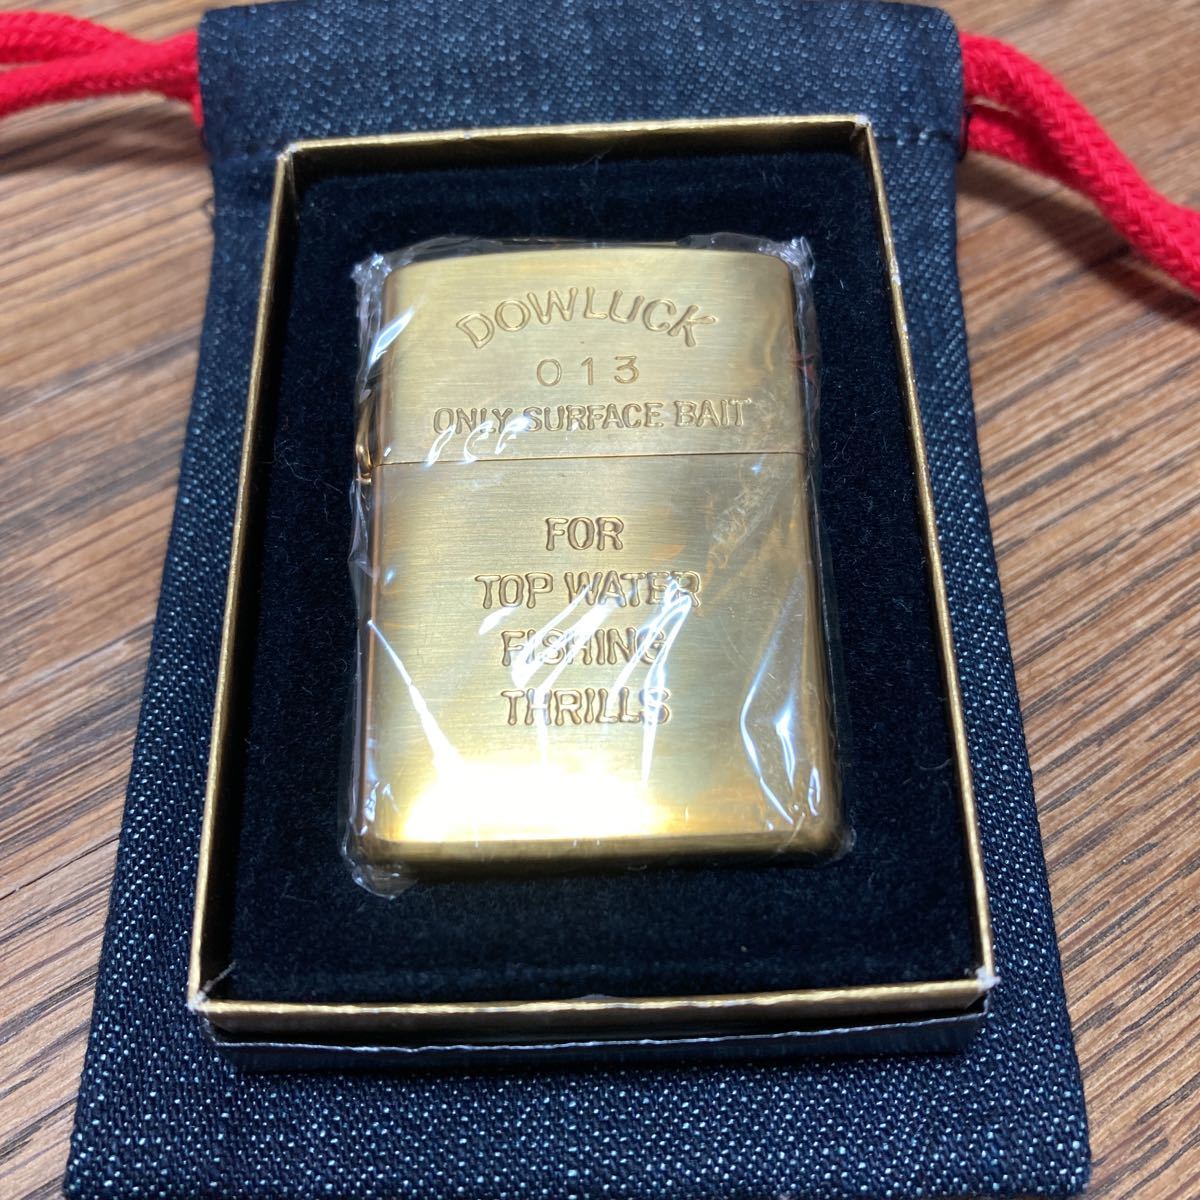 DOWLUCK
013
ONLY SURFACE BAIT
FOR
TOP WATER
FISHING
THRILLS